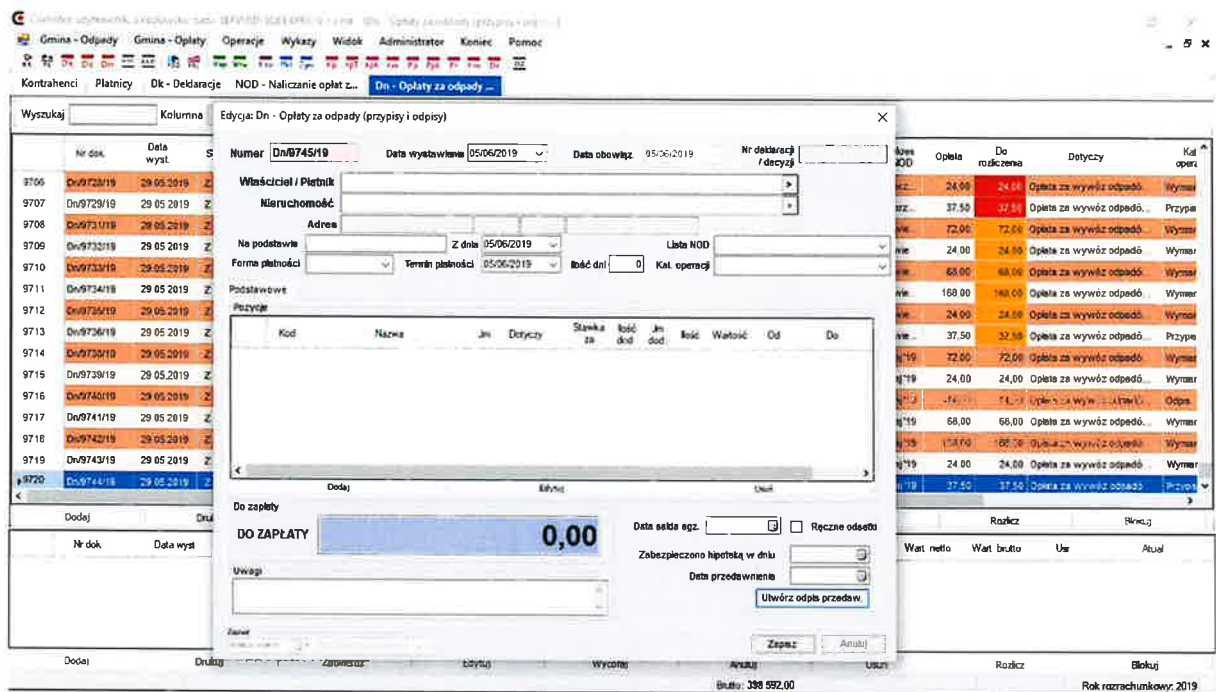 Gmina - Odpady Gmina - Opłaty Operacje Wykazy Widok Administrator Koniec Pomoc
Kontrahenci Płatnicy Dk - Deklaracje NOD - Naliczanie opłat z... Dn - Opłaty za odpady ...
Wyszukaj Kolumna
Edycja: Dn - Opłaty za odpady (przypisy i odpisy)
Numer Dn/9745/19 Data wystawienia 05/06/2019 Data obowiąz. 05/06/2019 Nr deklaracji / decyzji
Właściciel / Płatnik
Nieruchomość
Adres
Na podstawie Z dnia 05/06/2019 Lista NOD
Forma płatności Termin płatności 05/06/2019 Ilość dni 0 Kat. operacji
Podstawowe
Pozycje
Kod Nazwa Jm Dotyczy Stawka za Ilość dod Jm dod Ilość Wartość Od Do
Dodaj Edytuj Usuń
Do zapłaty
DO ZAPŁATY 0,00
Data salda egz. Ręczne odsetki
Zabezpieczono hipoteką w dniu
Data przedawnienia
Utwórz odpis przedaw.
Uwagi
Zapisz Anuluj
Nr dok. Data wyst. S
9706 Dn/9728/19 29.05.2019 Z
9707 Dn/9729/19 29.05.2019 Z
9708 Dn/9731/19 29.05.2019 Z
9709 Dn/9732/19 29.05.2019 Z
9710 Dn/9733/19 29.05.2019 Z
9711 Dn/9734/19 29.05.2019 Z
9712 Dn/9735/19 29.05.2019 Z
9713 Dn/9736/19 29.05.2019 Z
9714 Dn/9738/19 29.05.2019 Z
9715 Dn/9739/19 29.05.2019 Z
9716 Dn/9740/19 29.05.2019 Z
9717 Dn/9741/19 29.05.2019 Z
9718 Dn/9742/19 29.05.2019 Z
9719 Dn/9743/19 29.05.2019 Z
9720 Dn/9744/19 29.05.2019 Z
NOD Opłata Do rozliczenia Dotyczy Kat opera
24,00 24,00 Opłata za wywóz odpadó... Wymiar
37,50 37,50 Opłata za wywóz odpadó... Przypis
72,00 72,00 Opłata za wywóz odpadó... Wymiar
24,00 24,00 Opłata za wywóz odpadó... Wymiar
68,00 68,00 Opłata za wywóz odpadó... Wymiar
168,00 168,00 Opłata za wywóz odpadó... Wymiar
24,00 24,00 Opłata za wywóz odpadó... Wymiar
37,50 37,50 Opłata za wywóz odpadó... Przypis
72,00 72,00 Opłata za wywóz odpadó... Wymiar
24,00 24,00 Opłata za wywóz odpadó... Wymiar
Odpis
68,00 68,00 Opłata za wywóz odpadó... Wymiar
Opłata za wywóz odpadó... Wymiar
24,00 24,00 Opłata za wywóz odpadó... Wymiar
37,50 37,50 Opłata za wywóz odpadó... Przypis
Dodaj Druk Rozlicz Blokuj
Nr dok. Data wyst Wart. netto Wart. brutto Usr Atual
Dodaj Drukuj Zatwierdź Edytuj Wycofaj Anuluj Usuń Rozlicz Blokuj
Brutto: 398 592,00 Rok rozrachunkowy: 2019